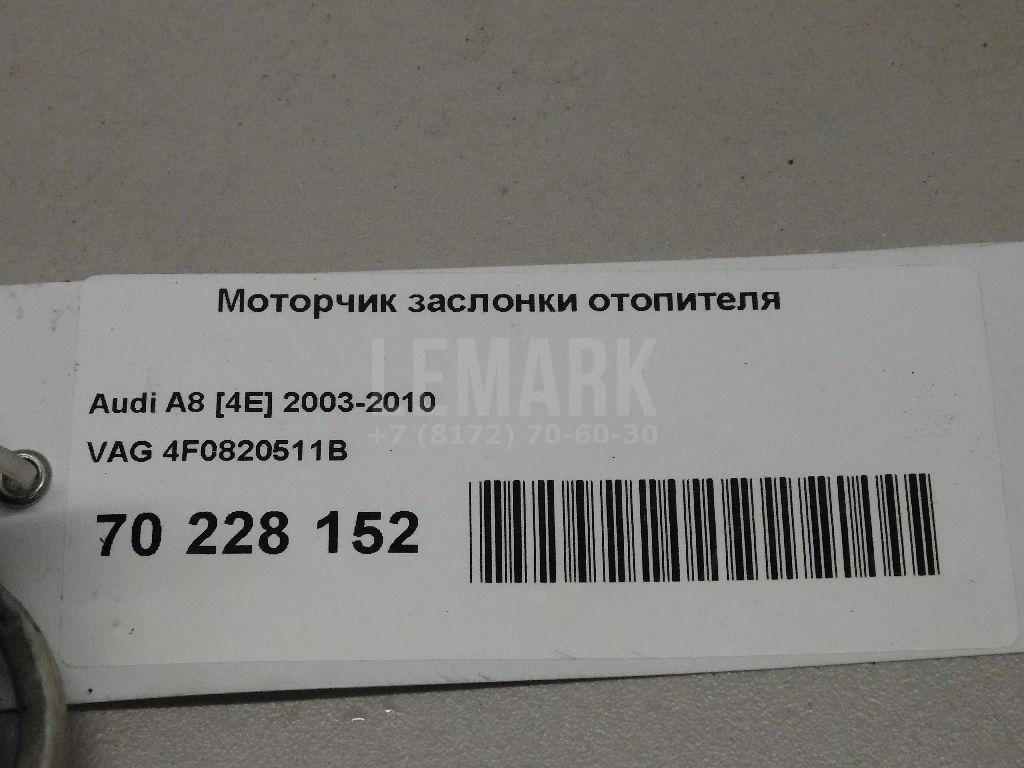 Моторчик заслонки отопителя
LEMARK
Audi A8 [4E] 2003-2010
+7 (8172) 70-60-30
VAG 4F0820511B
70 228 152